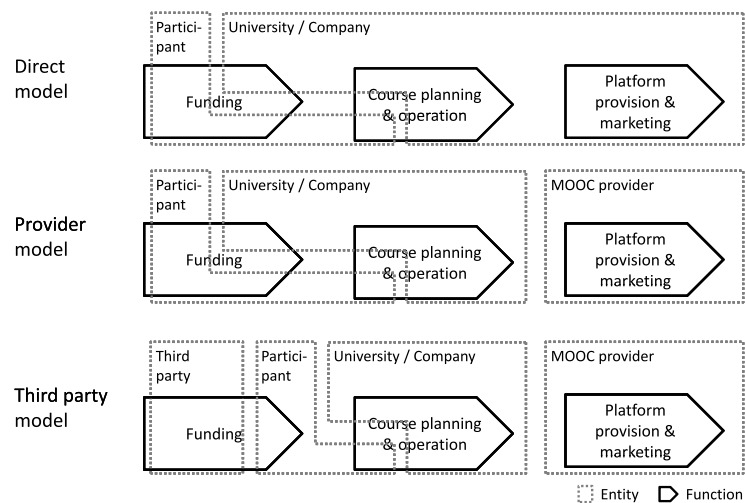 Partici-
pant
University / Company
Direct
model
Funding
Course planning
& operation
Platform
provision &
marketing
Partici-
pant
University / Company
MOOC provider
Provider
model
Funding
Course planning
& operation
Platform
provision &
marketing
Third
party
Partici-
pant
University / Company
MOOC provider
Third party
model
Funding
Course planning
& operation
Platform
provision &
marketing
Entity
Function